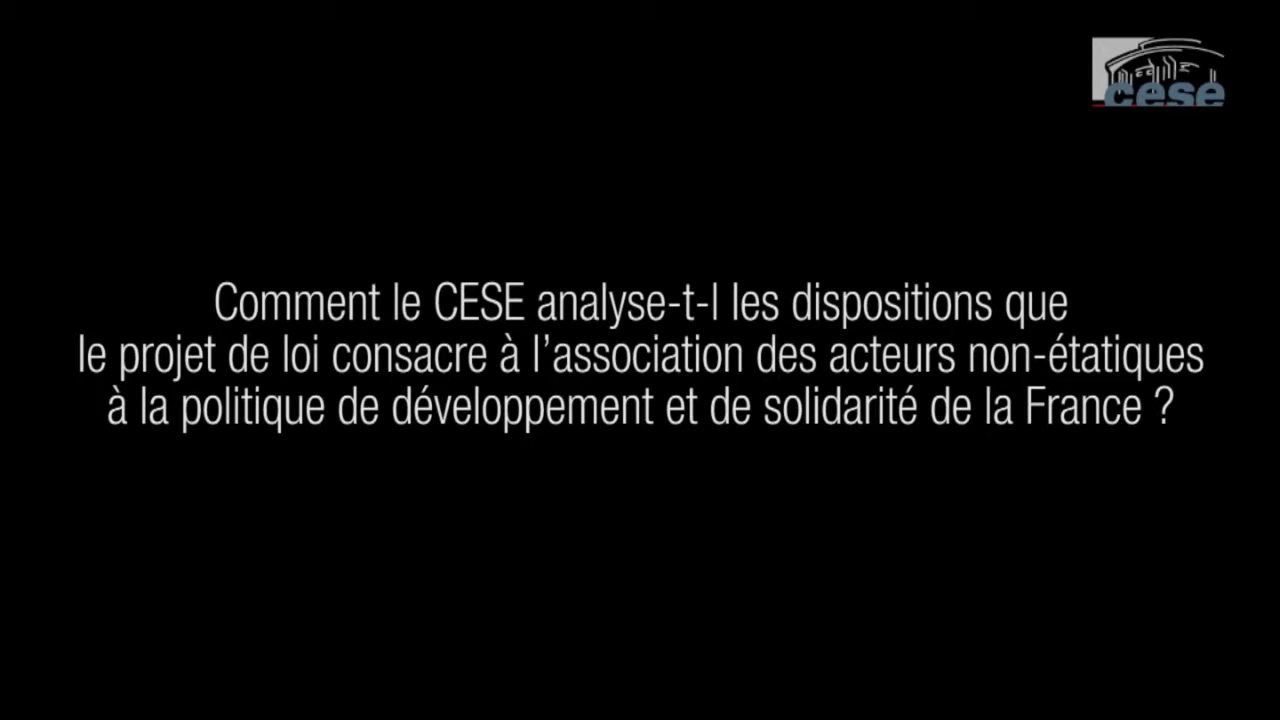 cese
Comment le CESE analyse-t-l les dispositions que
le projet de loi consacre à l’association des acteurs non-étatiques
à la politique de développement et de solidarité de la France ?